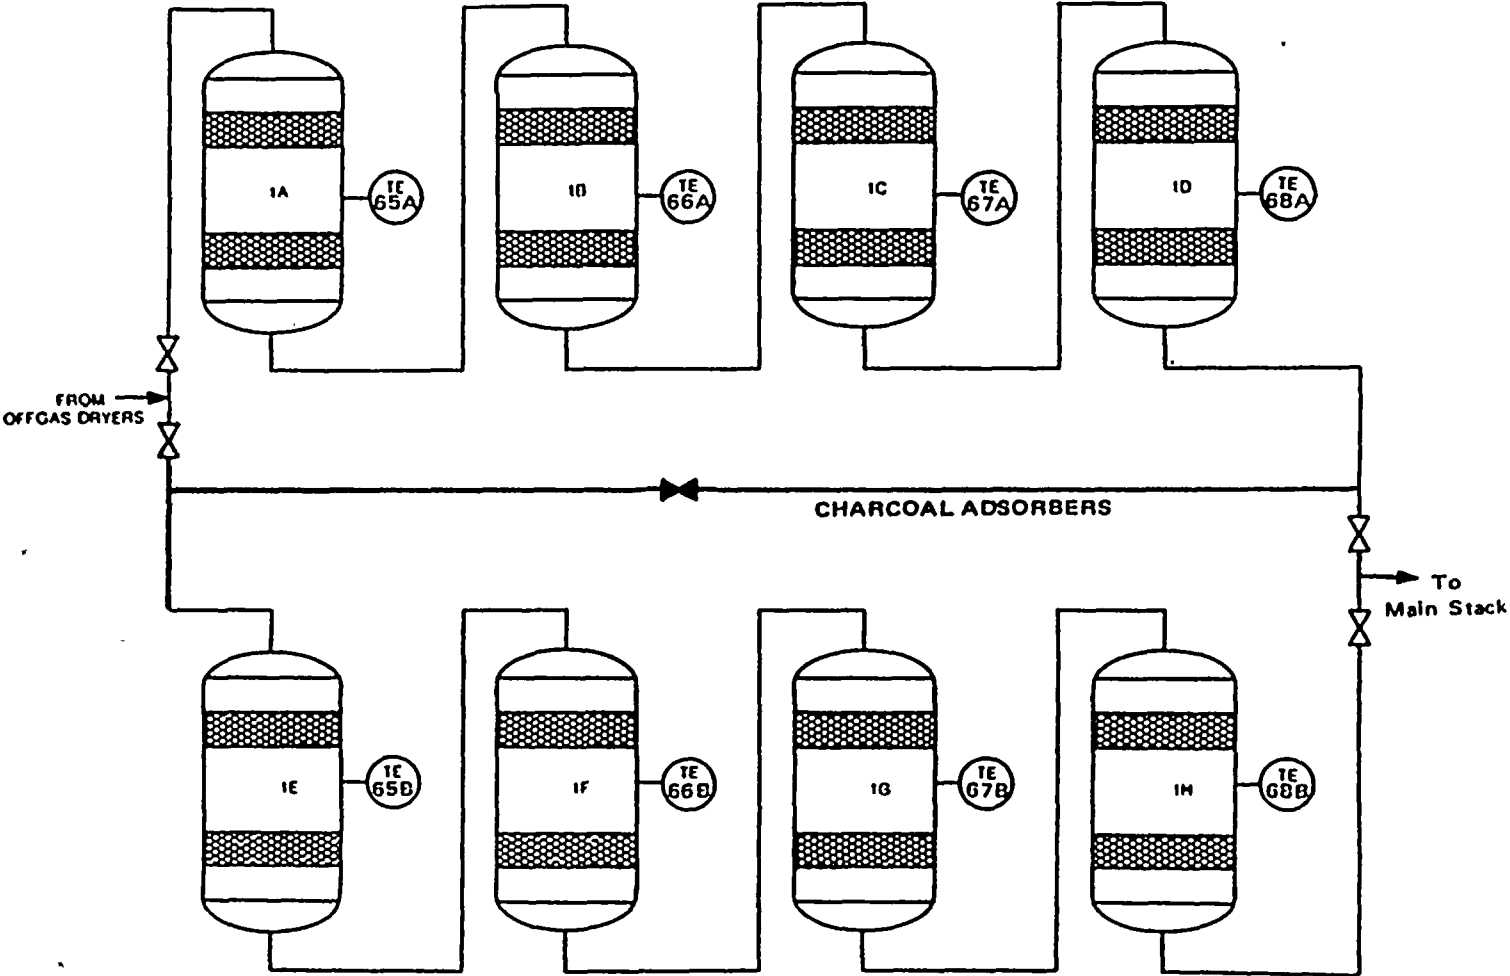 1A
TE
65A
1B
TE
66A
1C
TE
67A
1D
TE
68A
FROM
OFFGAS DRYERS
CHARCOAL ADSORBERS
To
Main Stack
1E
TE
65B
1F
TE
66B
1G
TE
67B
1H
TE
68B